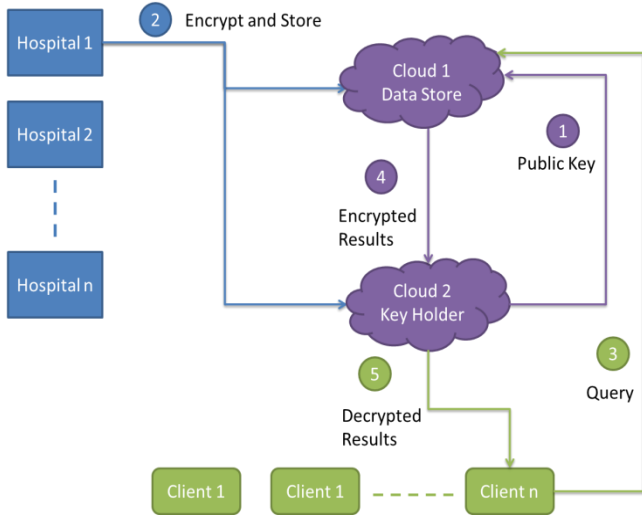 Hospital 1
2
Encrypt and Store
Cloud 1
Data Store
Hospital 2
1
Public Key
4
Encrypted
Results
Hospital n
Cloud 2
Key Holder
3
Query
5
Decrypted
Results
Client 1
Client 1
Client n